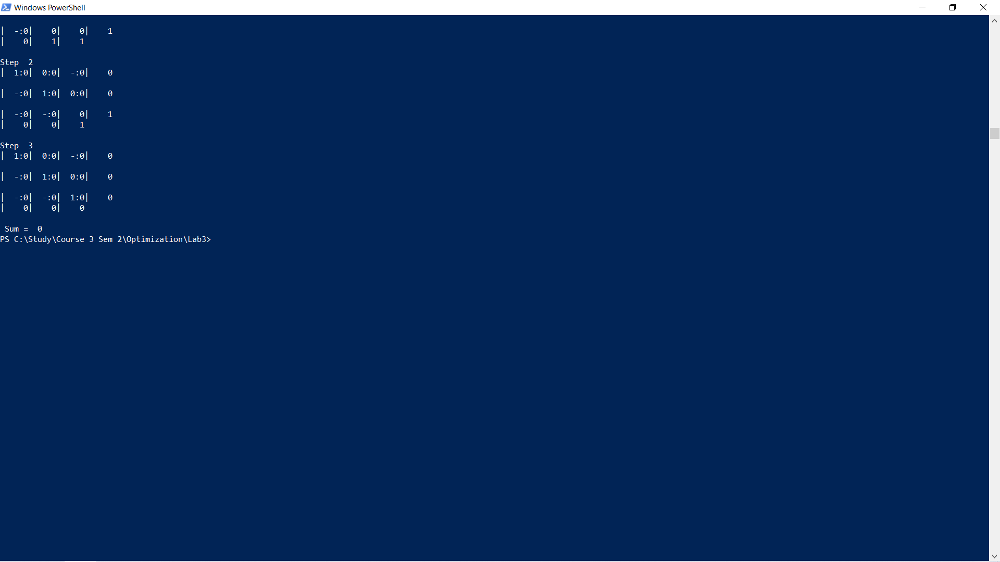 Windows PowerShell
|  -:0|    0|    0|    1
|    0|    1|    1
Step  2
|  1:0|  0:0|  -:0|    0
|  -:0|  1:0|  0:0|    0
|  -:0|  -:0|    0|    1
|    0|    0|    1
Step  3
|  1:0|  0:0|  -:0|    0
|  -:0|  1:0|  0:0|    0
|  -:0|  -:0|  1:0|    0
|    0|    0|    0
 Sum =  0
PS C:\Study\Course 3 Sem 2\Optimization\Lab3>